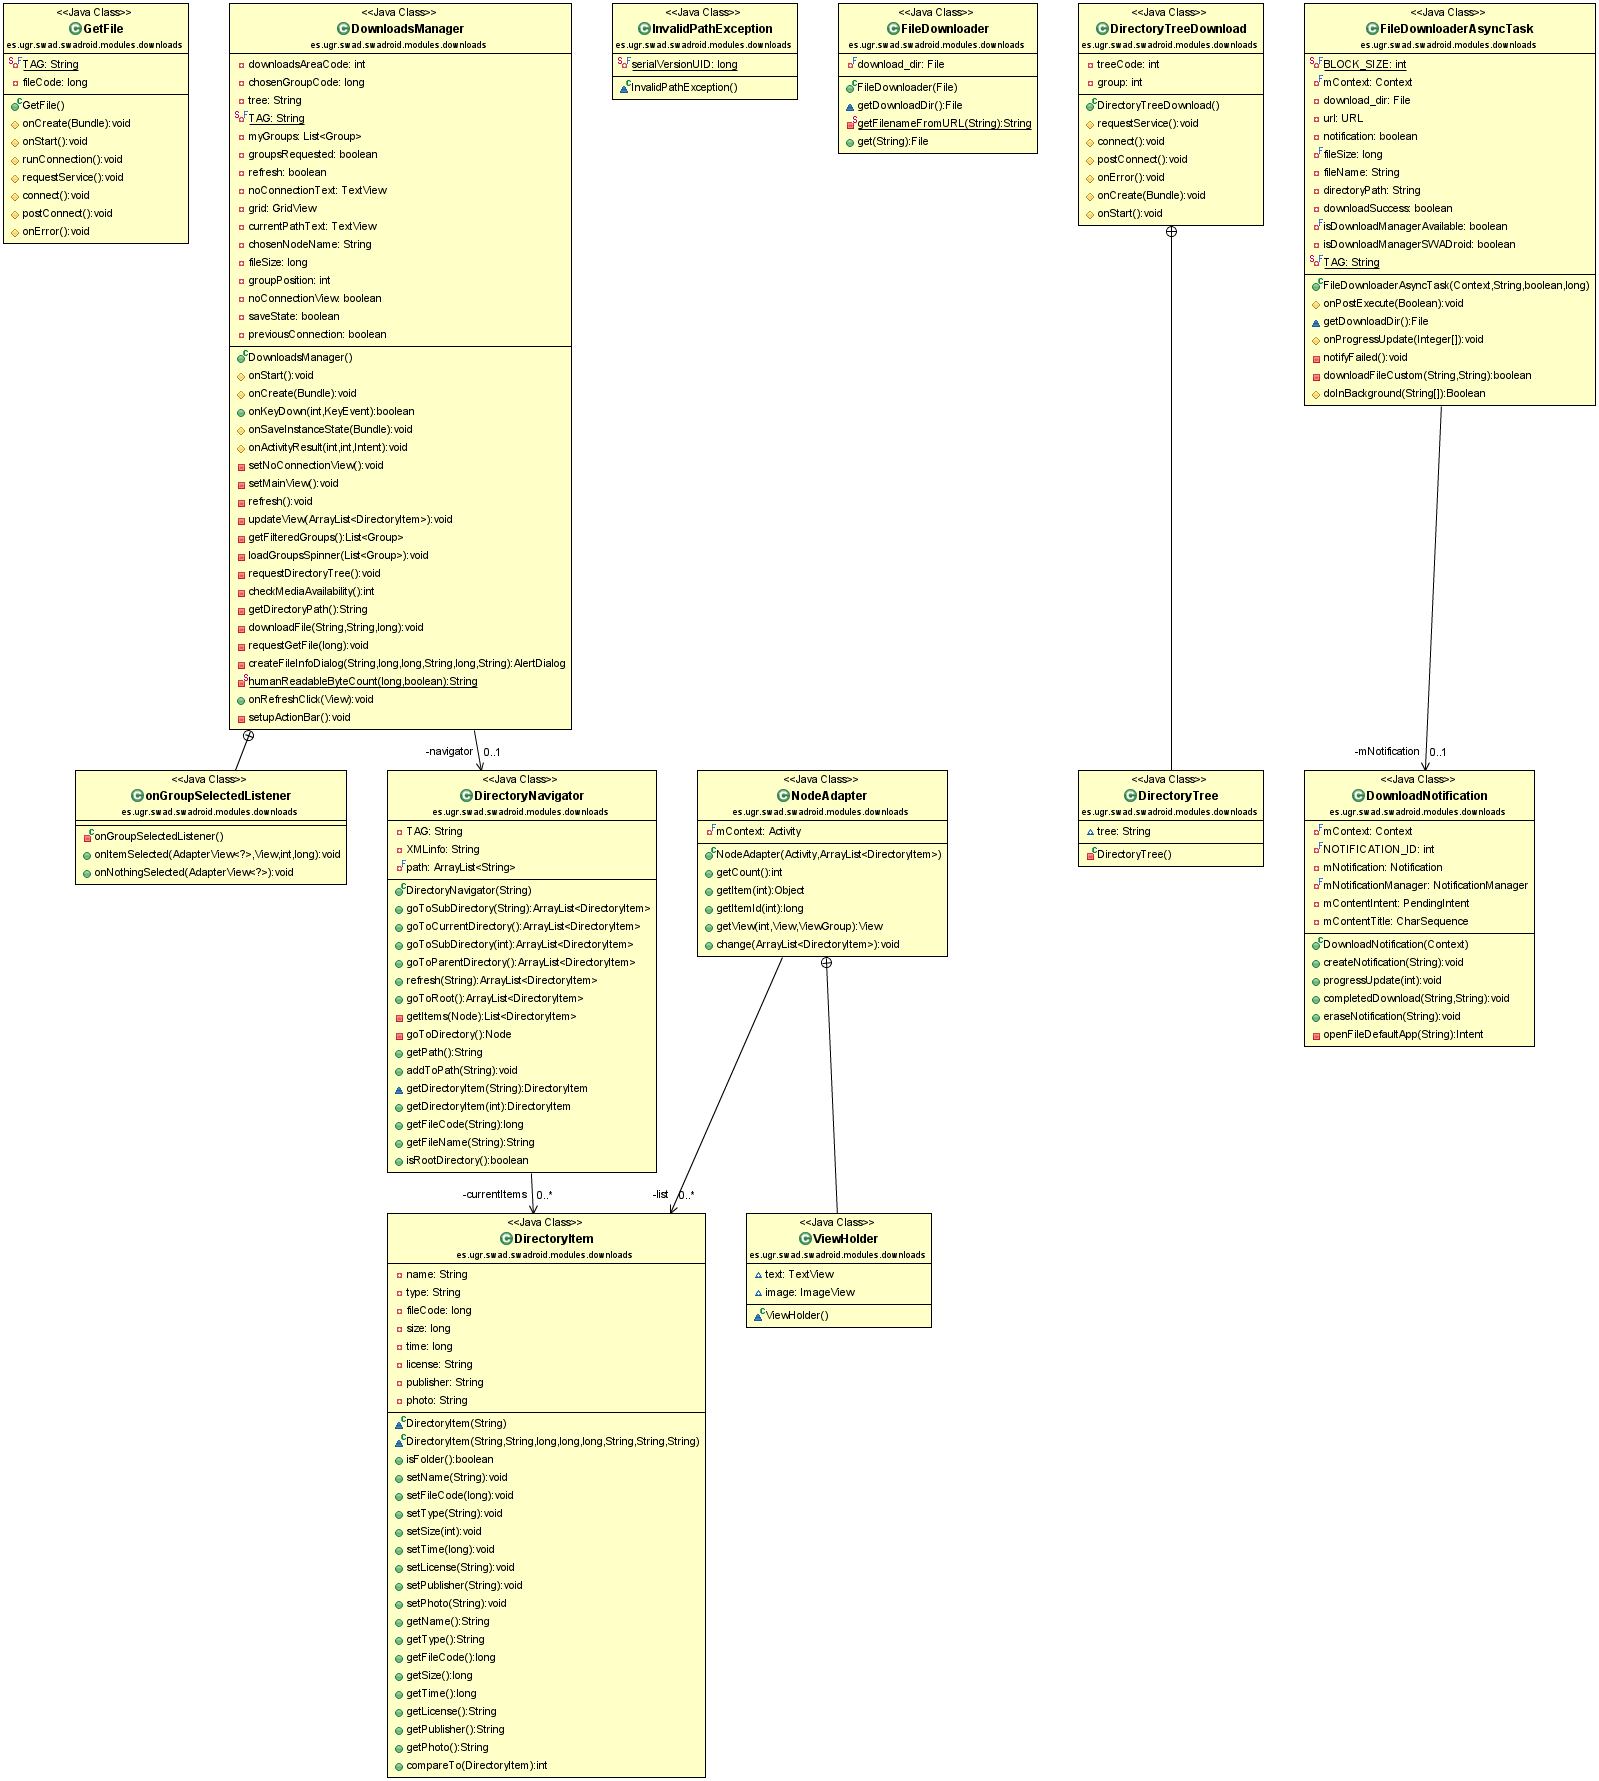 <<Java Class>>
GetFile
es.ugr.swad.swadroid.modules.downloads
TAG: String
fileCode: long
GetFile()
onCreate(Bundle):void
onStart():void
runConnection():void
requestService():void
connect():void
postConnect():void
onError():void
<<Java Class>>
DownloadsManager
es.ugr.swad.swadroid.modules.downloads
downloadsAreaCode: int
chosenGroupCode: long
tree: String
TAG: String
myGroups: List<Group>
groupsRequested: boolean
refresh: boolean
noConnectionText: TextView
grid: GridView
currentPathText: TextView
chosenNodeName: String
fileSize: long
groupPosition: int
noConnectionView: boolean
saveState: boolean
previousConnection: boolean
DownloadsManager()
onStart():void
onCreate(Bundle):void
onKeyDown(int,KeyEvent):boolean
onSaveInstanceState(Bundle):void
onActivityResult(int,int,Intent):void
setNoConnectionView():void
setMainView():void
refresh():void
updateView(ArrayList<DirectoryItem>):void
getFilteredGroups():List<Group>
loadGroupsSpinner(List<Group>):void
requestDirectoryTree():void
checkMediaAvailability():int
getDirectoryPath():String
downloadFile(String,String,long):void
requestGetFile(long):void
createFileInfoDialog(String,long,long,String,long,String):AlertDialog
humanReadableByteCount(long,boolean):String
onRefreshClick(View):void
setupActionBar():void
<<Java Class>>
InvalidPathException
es.ugr.swad.swadroid.modules.downloads
serialVersionUID: long
InvalidPathException()
<<Java Class>>
FileDownloader
es.ugr.swad.swadroid.modules.downloads
download_dir: File
FileDownloader(File)
getDownloadDir():File
getFilenameFromURL(String):String
get(String):File
<<Java Class>>
DirectoryTreeDownload
es.ugr.swad.swadroid.modules.downloads
treeCode: int
group: int
DirectoryTreeDownload()
requestService():void
connect():void
postConnect():void
onError():void
onCreate(Bundle):void
onStart():void
<<Java Class>>
FileDownloaderAsyncTask
es.ugr.swad.swadroid.modules.downloads
BLOCK_SIZE: int
mContext: Context
download_dir: File
url: URL
notification: boolean
fileSize: long
fileName: String
directoryPath: String
downloadSuccess: boolean
isDownloadManagerAvailable: boolean
isDownloadManagerSWADroid: boolean
TAG: String
FileDownloaderAsyncTask(Context,String,boolean,long)
onPostExecute(Boolean):void
getDownloadDir():File
onProgressUpdate(Integer[]):void
notifyFailed():void
downloadFileCustom(String,String):boolean
doInBackground(String[]):Boolean
-navigator 0..1
-mNotification 0..1
<<Java Class>>
onGroupSelectedListener
es.ugr.swad.swadroid.modules.downloads
onGroupSelectedListener()
onItemSelected(AdapterView<?>,View,int,long):void
onNothingSelected(AdapterView<?>):void
<<Java Class>>
DirectoryNavigator
es.ugr.swad.swadroid.modules.downloads
TAG: String
XMLinfo: String
path: ArrayList<String>
DirectoryNavigator(String)
goToSubDirectory(String):ArrayList<DirectoryItem>
goToCurrentDirectory():ArrayList<DirectoryItem>
goToSubDirectory(int):ArrayList<DirectoryItem>
goToParentDirectory():ArrayList<DirectoryItem>
refresh(String):ArrayList<DirectoryItem>
goToRoot():ArrayList<DirectoryItem>
getItems(Node):List<DirectoryItem>
goToDirectory():Node
getPath():String
addToPath(String):void
getDirectoryItem(String):DirectoryItem
getDirectoryItem(int):DirectoryItem
getFileCode(String):long
getFileName(String):String
isRootDirectory():boolean
<<Java Class>>
NodeAdapter
es.ugr.swad.swadroid.modules.downloads
mContext: Activity
NodeAdapter(Activity,ArrayList<DirectoryItem>)
getCount():int
getItem(int):Object
getItemId(int):long
getView(int,View,ViewGroup):View
change(ArrayList<DirectoryItem>):void
<<Java Class>>
DirectoryTree
es.ugr.swad.swadroid.modules.downloads
tree: String
DirectoryTree()
<<Java Class>>
DownloadNotification
es.ugr.swad.swadroid.modules.downloads
mContext: Context
NOTIFICATION_ID: int
mNotification: Notification
mNotificationManager: NotificationManager
mContentIntent: PendingIntent
mContentTitle: CharSequence
DownloadNotification(Context)
createNotification(String):void
progressUpdate(int):void
completedDownload(String,String):void
eraseNotification(String):void
openFileDefaultApp(String):Intent
-currentItems 0..*
-list 0..*
<<Java Class>>
DirectoryItem
es.ugr.swad.swadroid.modules.downloads
name: String
type: String
fileCode: long
size: long
time: long
license: String
publisher: String
photo: String
DirectoryItem(String)
DirectoryItem(String,String,long,long,long,String,String,String)
isFolder():boolean
setName(String):void
setFileCode(long):void
setType(String):void
setSize(int):void
setTime(long):void
setLicense(String):void
setPublisher(String):void
setPhoto(String):void
getName():String
getType():String
getFileCode():long
getSize():long
getTime():long
getLicense():String
getPublisher():String
getPhoto():String
compareTo(DirectoryItem):int
<<Java Class>>
ViewHolder
es.ugr.swad.swadroid.modules.downloads
text: TextView
image: ImageView
ViewHolder()